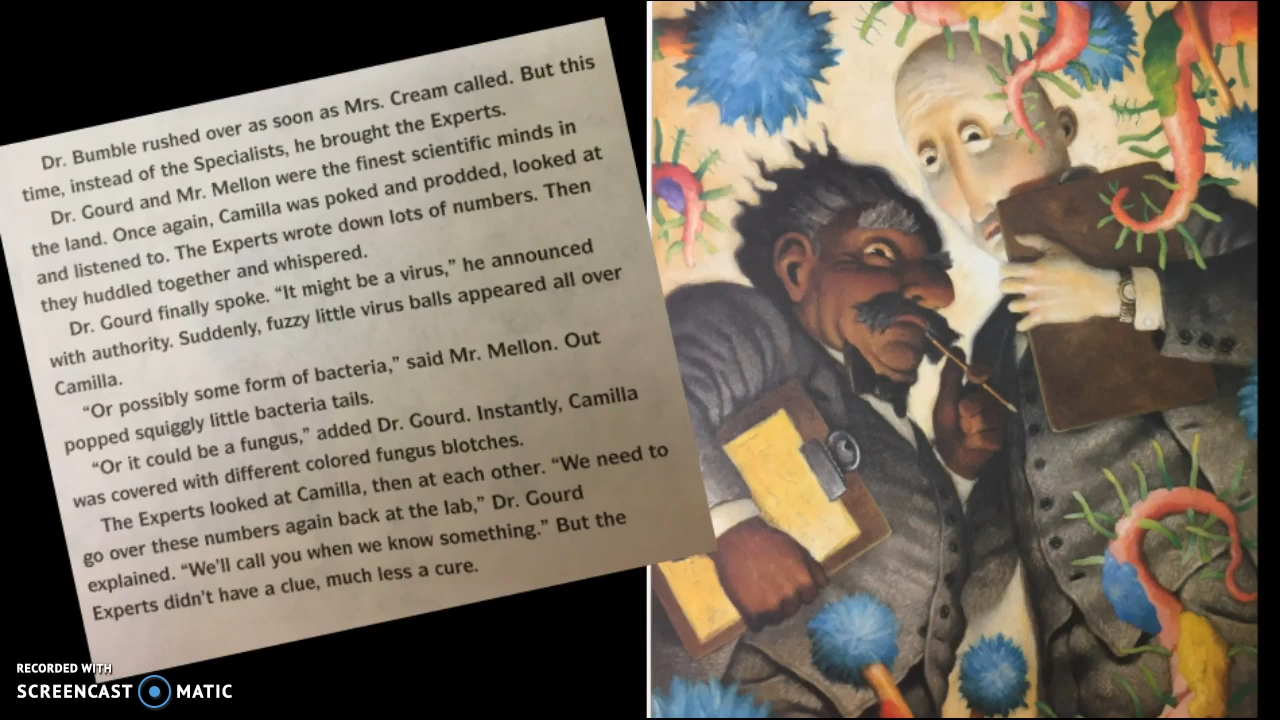 Dr. Bumble rushed over as soon as Mrs. Cream called. But this
time, instead of the Specialists, he brought the Experts.
Dr. Gourd and Mr. Mellon were the finest scientific minds in
the land. Once again, Camilla was poked and prodded, looked at
and listened to. The Experts wrote down lots of numbers. Then
they huddled together and whispered.
Dr. Gourd finally spoke. “It might be a virus,” he announced
with authority. Suddenly, fuzzy little virus balls appeared all over
Camilla.
“Or possibly some form of bacteria,” said Mr. Mellon. Out
popped squiggly little bacteria tails.
“Or it could be a fungus,” added Dr. Gourd. Instantly, Camilla
was covered with different colored fungus blotches.
The Experts looked at Camilla, then at each other. “We need to
go over these numbers again back at the lab,” Dr. Gourd
explained. “We’ll call you when we know something.” But the
Experts didn’t have a clue, much less a cure.
RECORDED WITH
SCREENCAST MATIC